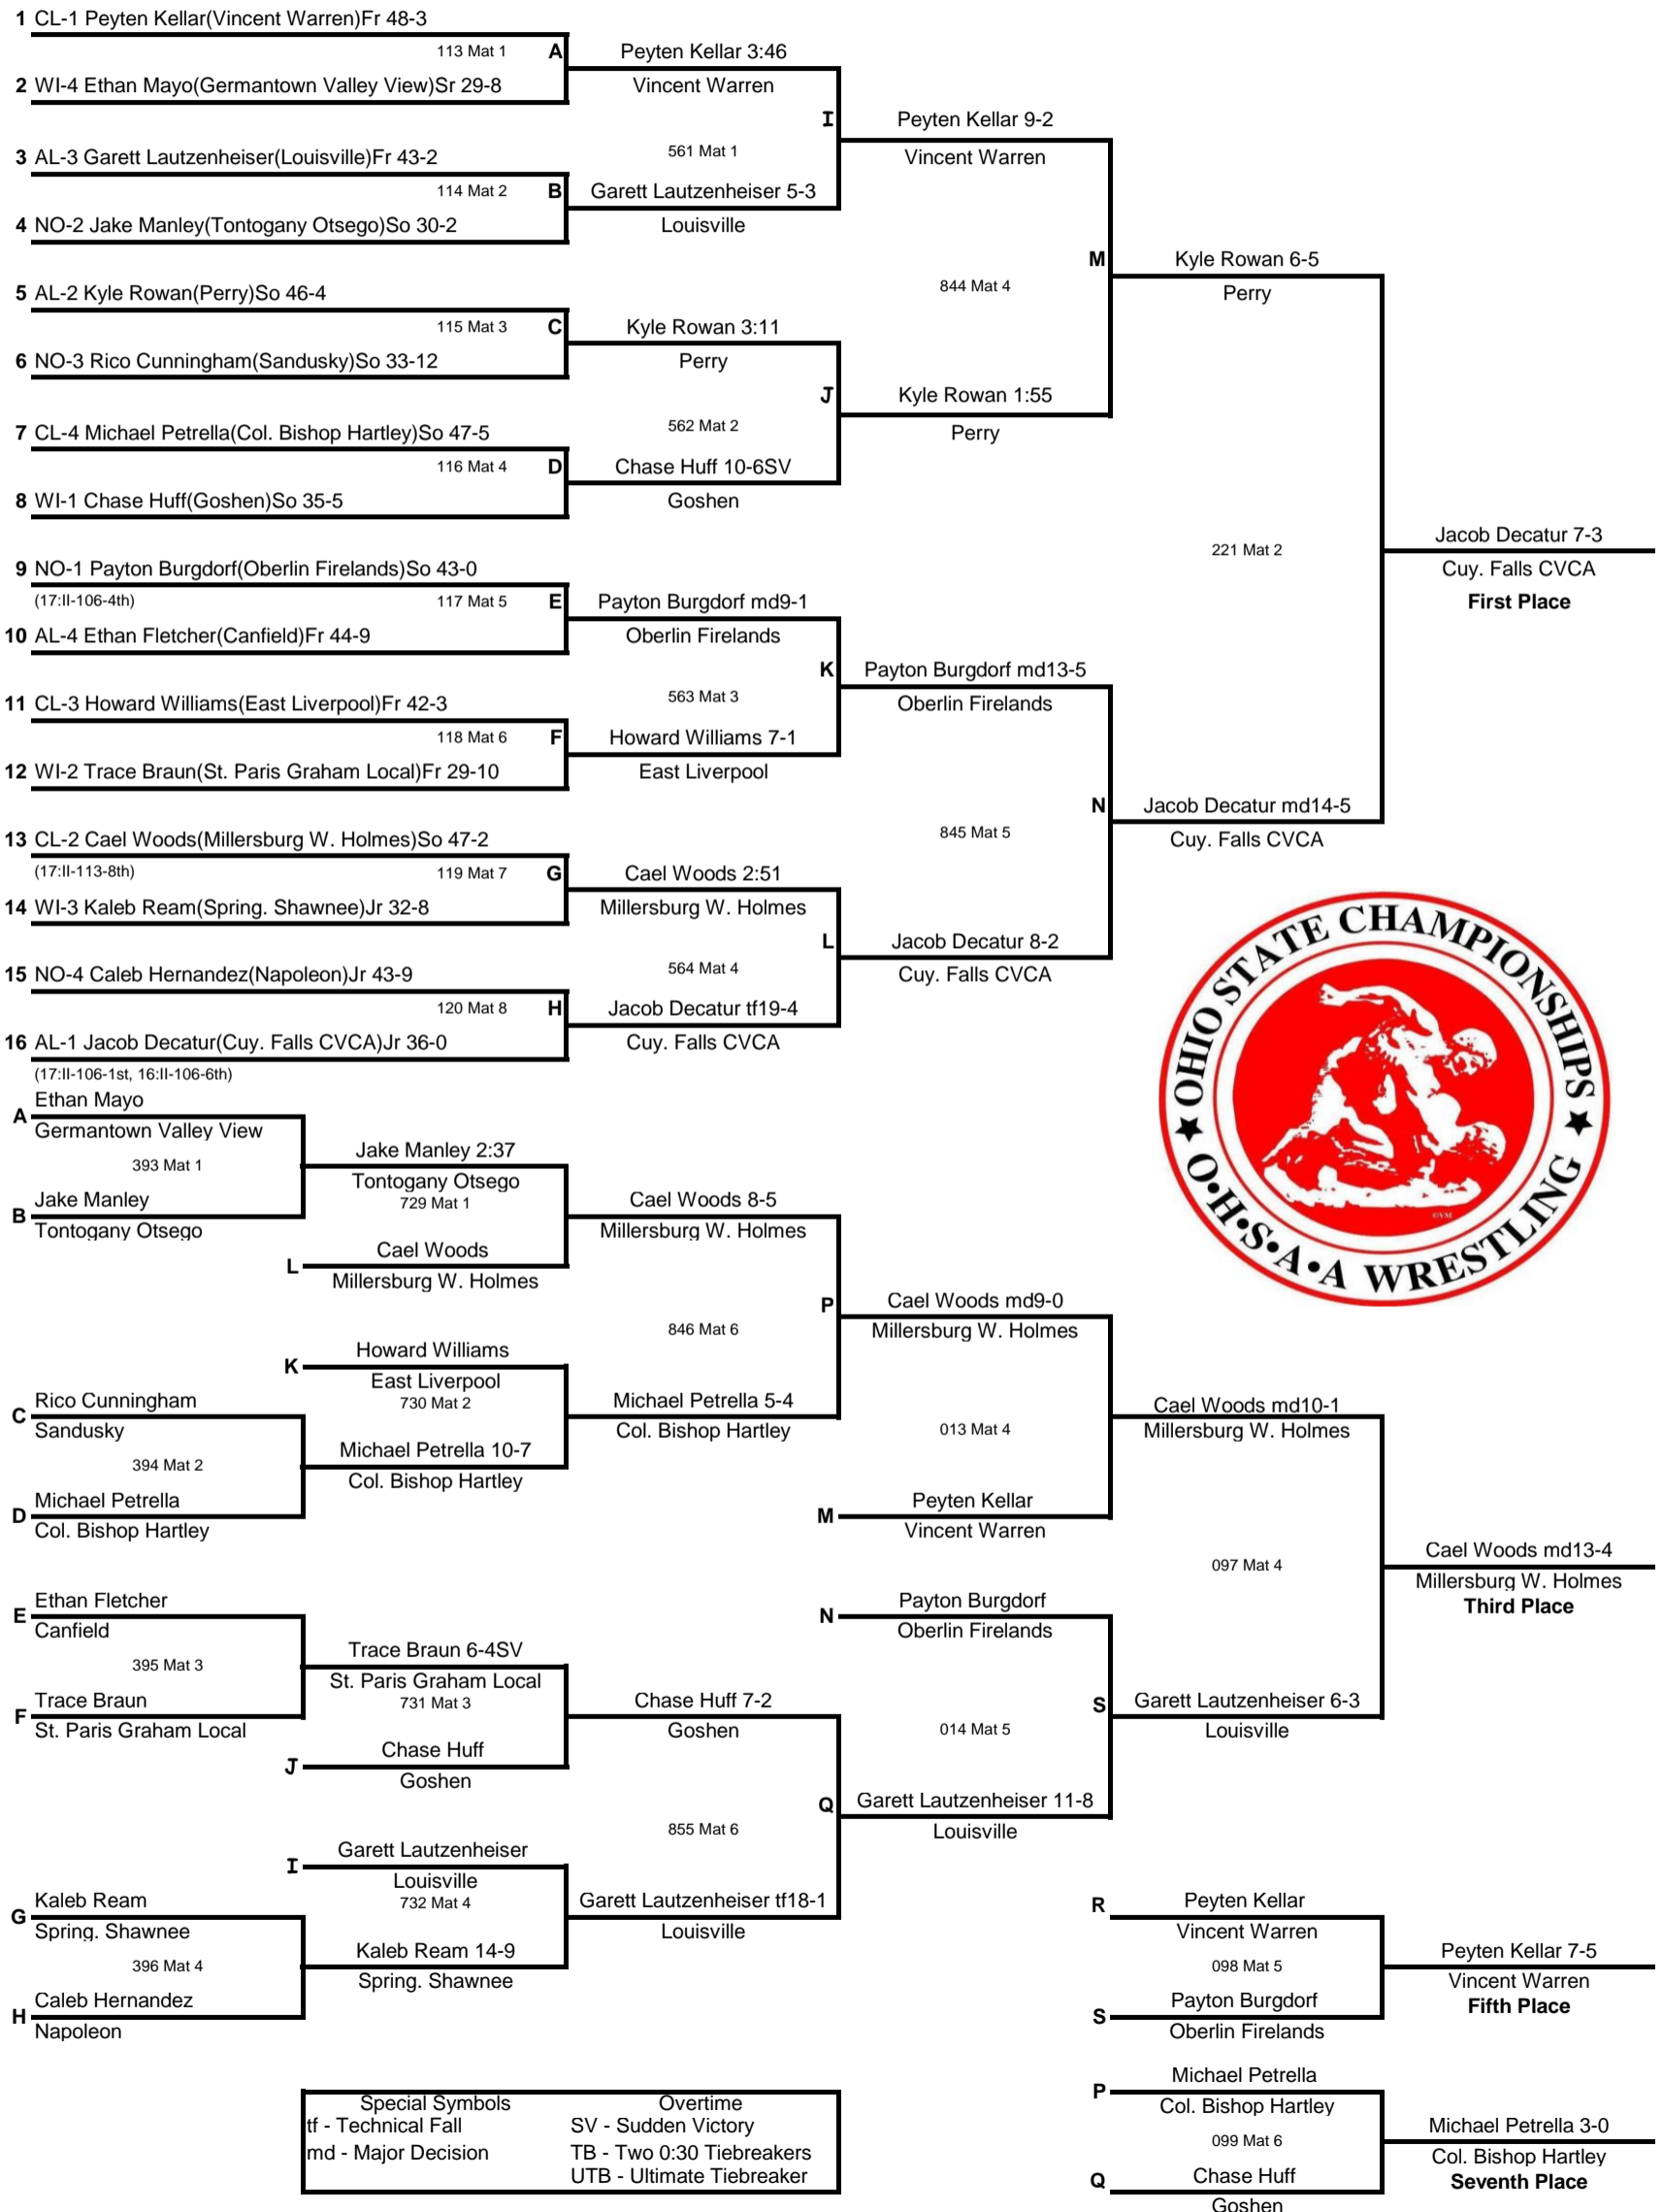 1 CL-1 Peyten Kellar(Vincent Warren)Fr 48-3
113 Mat 1 A
2 WI-4 Ethan Mayo(Germantown Valley View)Sr 29-8
Peyten Kellar 3:46
Vincent Warren
I
561 Mat 1
3 AL-3 Garett Lautzenheiser(Louisville)Fr 43-2
114 Mat 2 B
4 NO-2 Jake Manley(Tontogany Otsego)So 30-2
Garett Lautzenheiser 5-3
Louisville
Peyten Kellar 9-2
Vincent Warren
M
844 Mat 4
5 AL-2 Kyle Rowan(Perry)So 46-4
115 Mat 3 C
6 NO-3 Rico Cunningham(Sandusky)So 33-12
Kyle Rowan 3:11
Perry
J
562 Mat 2
7 CL-4 Michael Petrella(Col. Bishop Hartley)So 47-5
116 Mat 4 D
8 WI-1 Chase Huff(Goshen)So 35-5
Chase Huff 10-6SV
Goshen
Kyle Rowan 1:55
Perry
Kyle Rowan 6-5
Perry
221 Mat 2
Jacob Decatur 7-3
Cuy. Falls CVCA
First Place
9 NO-1 Payton Burgdorf(Oberlin Firelands)So 43-0
(17:II-106-4th)
117 Mat 5 E
10 AL-4 Ethan Fletcher(Canfield)Fr 44-9
Payton Burgdorf md9-1
Oberlin Firelands
K
563 Mat 3
11 CL-3 Howard Williams(East Liverpool)Fr 42-3
118 Mat 6 F
12 WI-2 Trace Braun(St. Paris Graham Local)Fr 29-10
Howard Williams 7-1
East Liverpool
Payton Burgdorf md13-5
Oberlin Firelands
N
845 Mat 5
13 CL-2 Cael Woods(Millersburg W. Holmes)So 47-2
(17:II-113-8th)
119 Mat 7 G
14 WI-3 Kaleb Ream(Spring. Shawnee)Jr 32-8
Cael Woods 2:51
Millersburg W. Holmes
L
564 Mat 4
15 NO-4 Caleb Hernandez(Napoleon)Jr 43-9
120 Mat 8 H
16 AL-1 Jacob Decatur(Cuy. Falls CVCA)Jr 36-0
(17:II-106-1st, 16:II-106-6th)
Jacob Decatur tf19-4
Cuy. Falls CVCA
Jacob Decatur 8-2
Cuy. Falls CVCA
Jacob Decatur md14-5
Cuy. Falls CVCA
★ OHIO STATE CHAMPIONSHIPS ★
O•H•S•A•A WRESTLING
A Ethan Mayo
Germantown Valley View
393 Mat 1
B Jake Manley
Tontogany Otsego
Jake Manley 2:37
Tontogany Otsego
729 Mat 1
L Cael Woods
Millersburg W. Holmes
Cael Woods 8-5
Millersburg W. Holmes
P
846 Mat 6
K Howard Williams
East Liverpool
730 Mat 2
C Rico Cunningham
Sandusky
394 Mat 2
D Michael Petrella
Col. Bishop Hartley
Michael Petrella 10-7
Col. Bishop Hartley
Michael Petrella 5-4
Col. Bishop Hartley
Cael Woods md9-0
Millersburg W. Holmes
013 Mat 4
M Peyten Kellar
Vincent Warren
Cael Woods md10-1
Millersburg W. Holmes
097 Mat 4
Cael Woods md13-4
Millersburg W. Holmes
Third Place
E Ethan Fletcher
Canfield
395 Mat 3
F Trace Braun
St. Paris Graham Local
Trace Braun 6-4SV
St. Paris Graham Local
731 Mat 3
J Chase Huff
Goshen
Chase Huff 7-2
Goshen
Q
855 Mat 6
I Garett Lautzenheiser
Louisville
732 Mat 4
G Kaleb Ream
Spring. Shawnee
396 Mat 4
H Caleb Hernandez
Napoleon
Kaleb Ream 14-9
Spring. Shawnee
Garett Lautzenheiser tf18-1
Louisville
N Payton Burgdorf
Oberlin Firelands
S
014 Mat 5
Garett Lautzenheiser 11-8
Louisville
Garett Lautzenheiser 6-3
Louisville
R Peyten Kellar
Vincent Warren
098 Mat 5
S Payton Burgdorf
Oberlin Firelands
Peyten Kellar 7-5
Vincent Warren
Fifth Place
P Michael Petrella
Col. Bishop Hartley
099 Mat 6
Q Chase Huff
Goshen
Michael Petrella 3-0
Col. Bishop Hartley
Seventh Place
Special Symbols
tf - Technical Fall
md - Major Decision
Overtime
SV - Sudden Victory
TB - Two 0:30 Tiebreakers
UTB - Ultimate Tiebreaker